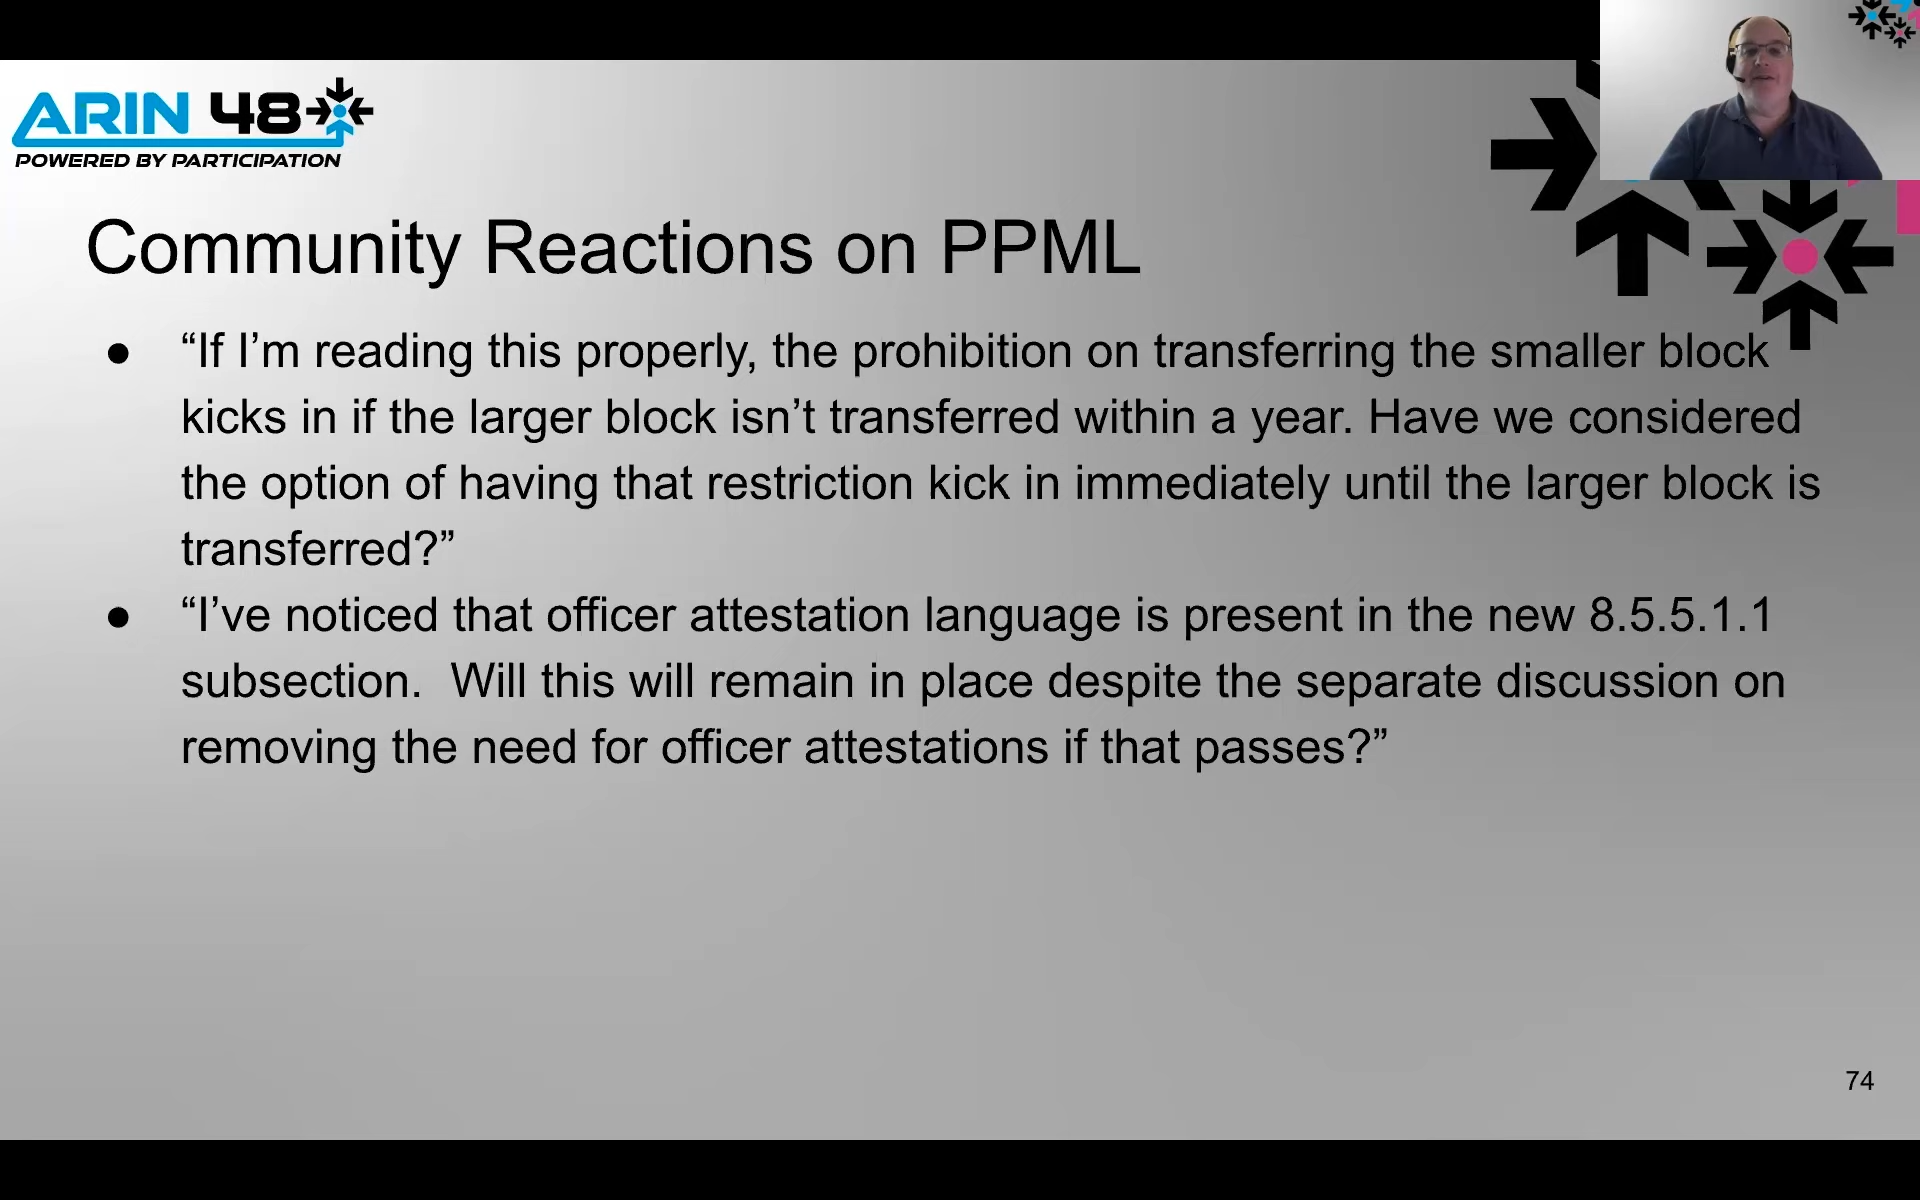 ARIN 48
POWERED BY PARTICIPATION
Community Reactions on PPML
● “If I’m reading this properly, the prohibition on transferring the smaller block
kicks in if the larger block isn’t transferred within a year. Have we considered
the option of having that restriction kick in immediately until the larger block is
transferred?”
● “I’ve noticed that officer attestation language is present in the new 8.5.5.1.1
subsection.  Will this will remain in place despite the separate discussion on
removing the need for officer attestations if that passes?”
74